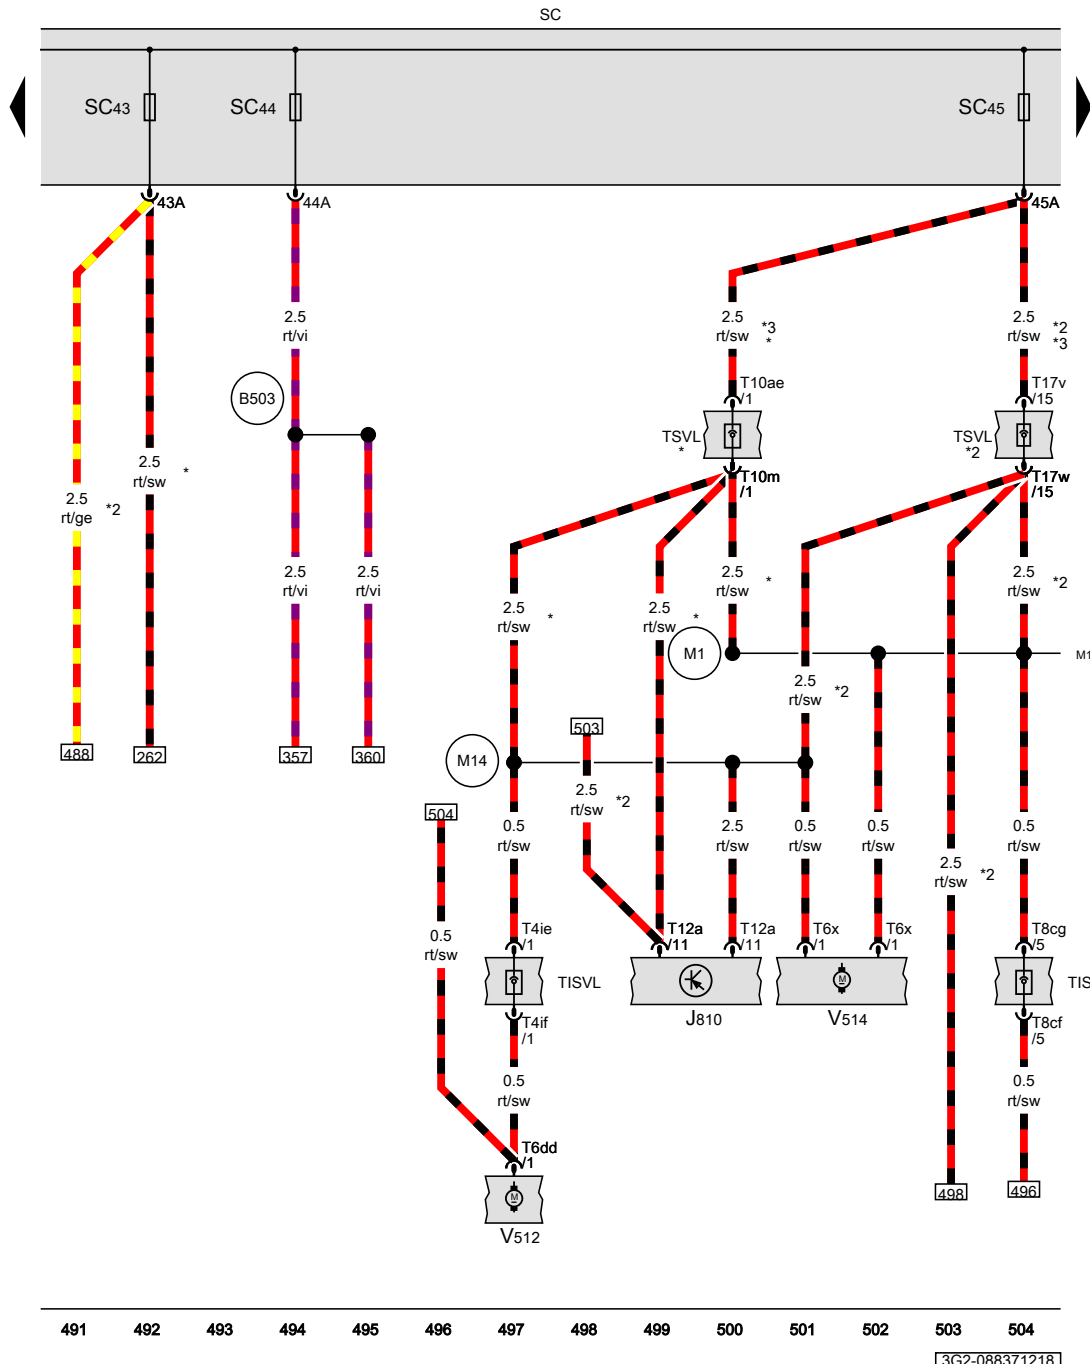 SC
SC43
SC44
SC45
43A
44A
45A
2.5
rt/vi
2.5
rt/sw
*3
*
2.5
rt/sw
*2
*3
B503
T10ae
/1
T17v
/15
TSVL
*
TSVL
*2
2.5
rt/sw
*
T10m
/1
T17w
/15
2.5
rt/ge
*2
2.5
rt/vi
2.5
rt/vi
2.5
rt/sw
*
2.5
rt/sw
*2
2.5
rt/sw
*
2.5
rt/sw
*
M1
M1
2.5
rt/sw
*2
503
488
262
357
360
M14
2.5
rt/sw
*2
504
0.5
rt/sw
2.5
rt/sw
0.5
rt/sw
0.5
rt/sw
0.5
rt/sw
2.5
rt/sw
*2
0.5
rt/sw
T4ie
/1
T12a
/11
T12a
/11
T6x
/1
T6x
/1
T8cg
/5
TISVL
TIS
J810
V514
T4if
/1
T8cf
/5
0.5
rt/sw
0.5
rt/sw
T6dd
/1
498
496
V512
491 492 493 494 495 496 497 498 499 500 501 502 503 504
3G2-088371218